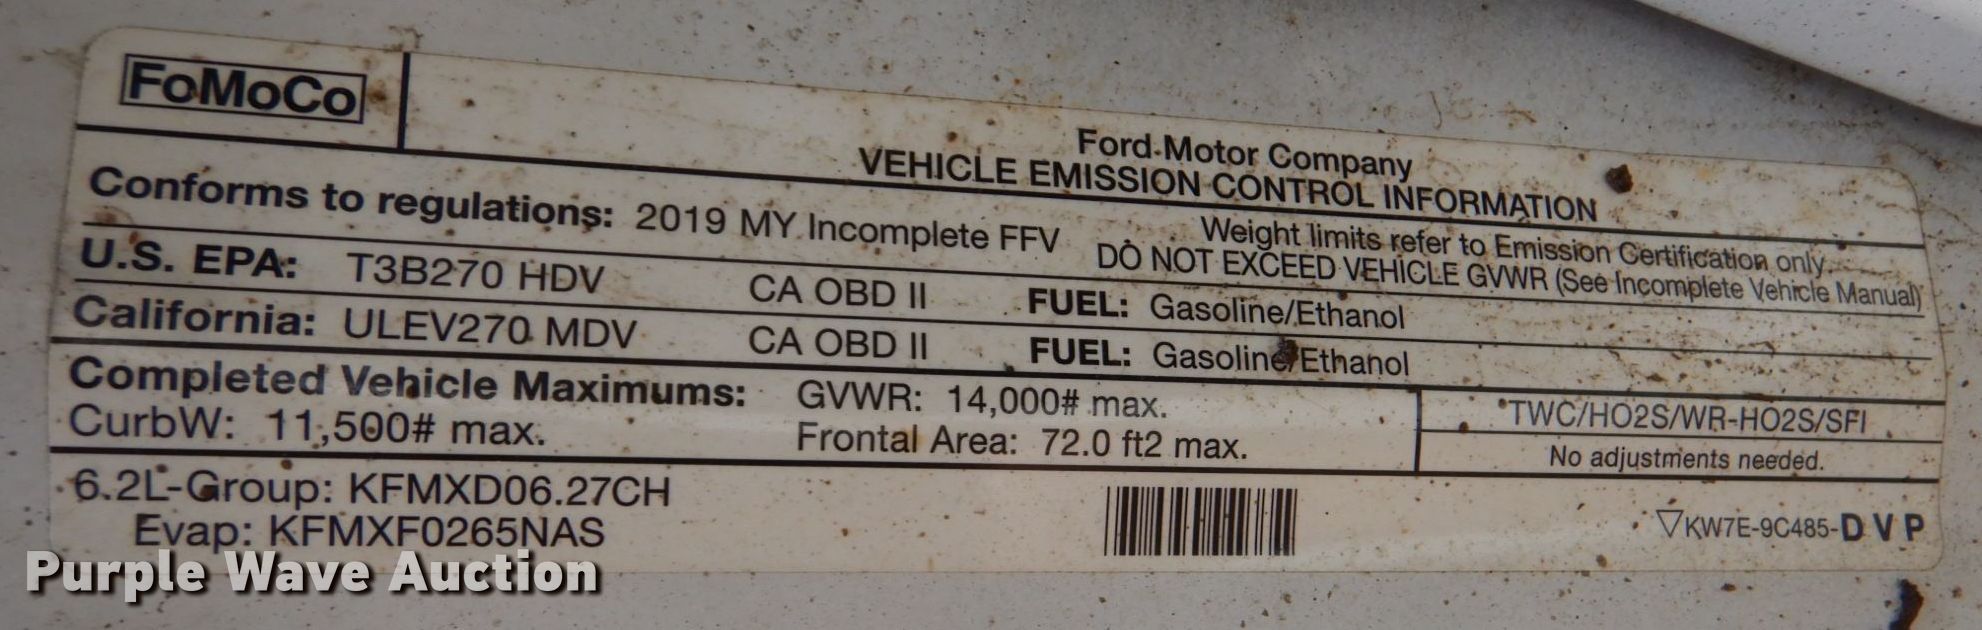 FoMoCo
Ford Motor Company
VEHICLE EMISSION CONTROL INFORMATION
Conforms to regulations: 2019 MY Incomplete FFV
Weight limits refer to Emission Certification only.
DO NOT EXCEED VEHICLE GVWR (See Incomplete Vehicle Manual)
U.S. EPA: T3B270 HDV CA OBD II FUEL: Gasoline/Ethanol
California: ULEV270 MDV CA OBD II FUEL: Gasoline/Ethanol
Completed Vehicle Maximums: GVWR: 14,000# max.
CurbW: 11,500# max. Frontal Area: 72.0 ft2 max.
TWC/HO2S/WR-HO2S/SFI
No adjustments needed.
6.2L-Group: KFMXD06.27CH
Evap: KFMXF0265NAS
▽KW7E-9C485-DVP
Purple Wave Auction